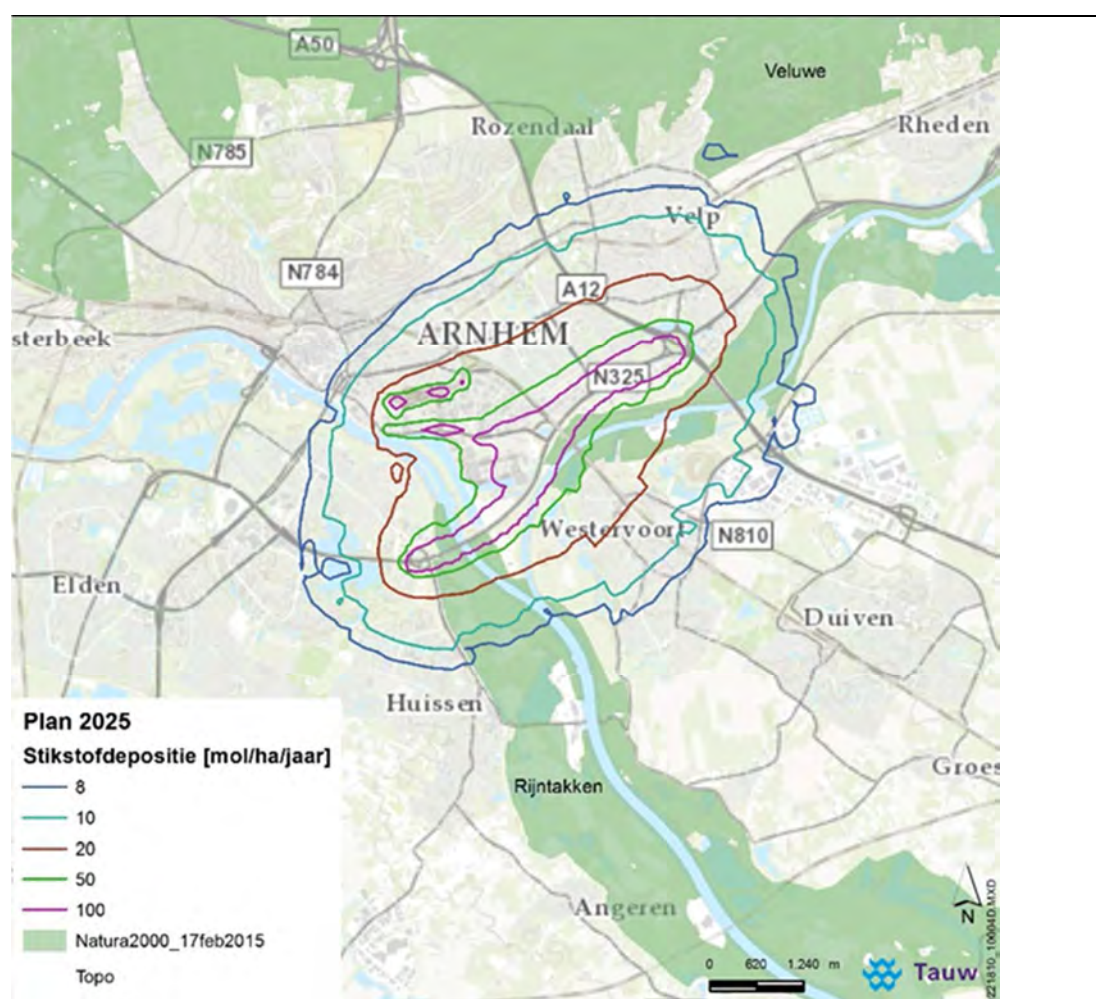 A50
Veluwe
Rozendaal
Rheden
N785
Velp
N784
A12
ARNHEM
sterbeek
N325
Westervoort
N810
Elden
Duiven
Huissen
Plan 2025
Stikstofdepositie [mol/ha/jaar]
8
10
20
50
100
Natura2000_17feb2015
Topo
Groes
Rijntakken
Angeren
N
0 620 1.240 m
Tauw